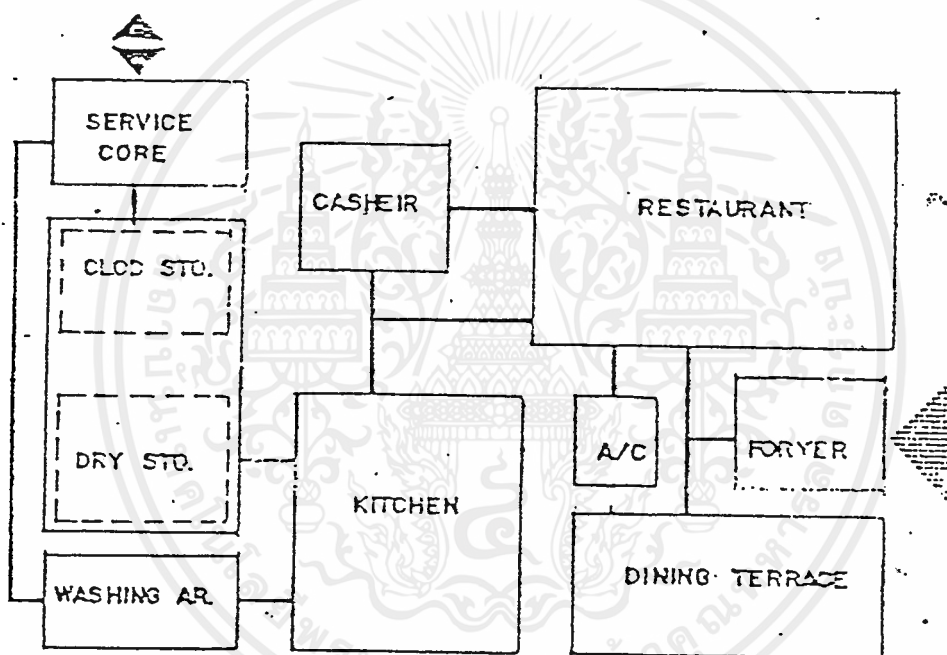 SERVICE
CORE
CASHEIR
RESTAURANT
CLOD STO.
DRY STO.
KITCHEN
A/C
FORYER
WASHING AR.
DINING TERRACE